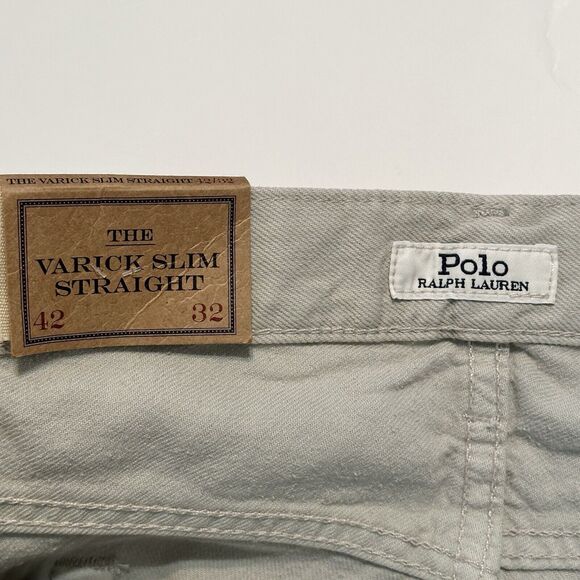 THE VARICK SLIM STRAIGHT 42/32
THE
VARICK SLIM
STRAIGHT
42 32
Polo
RALPH LAUREN